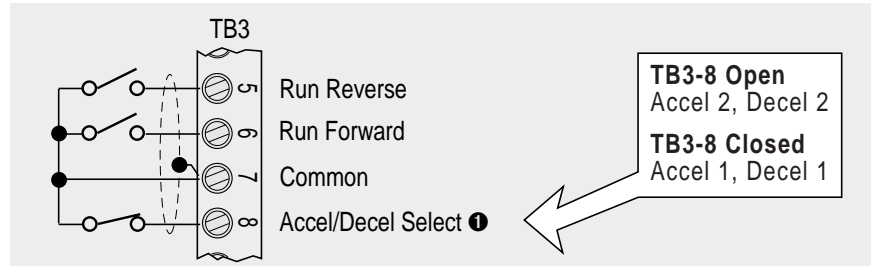 TB3
5 Run Reverse
6 Run Forward
7 Common
8 Accel/Decel Select ❶
TB3-8 Open
Accel 2, Decel 2
TB3-8 Closed
Accel 1, Decel 1